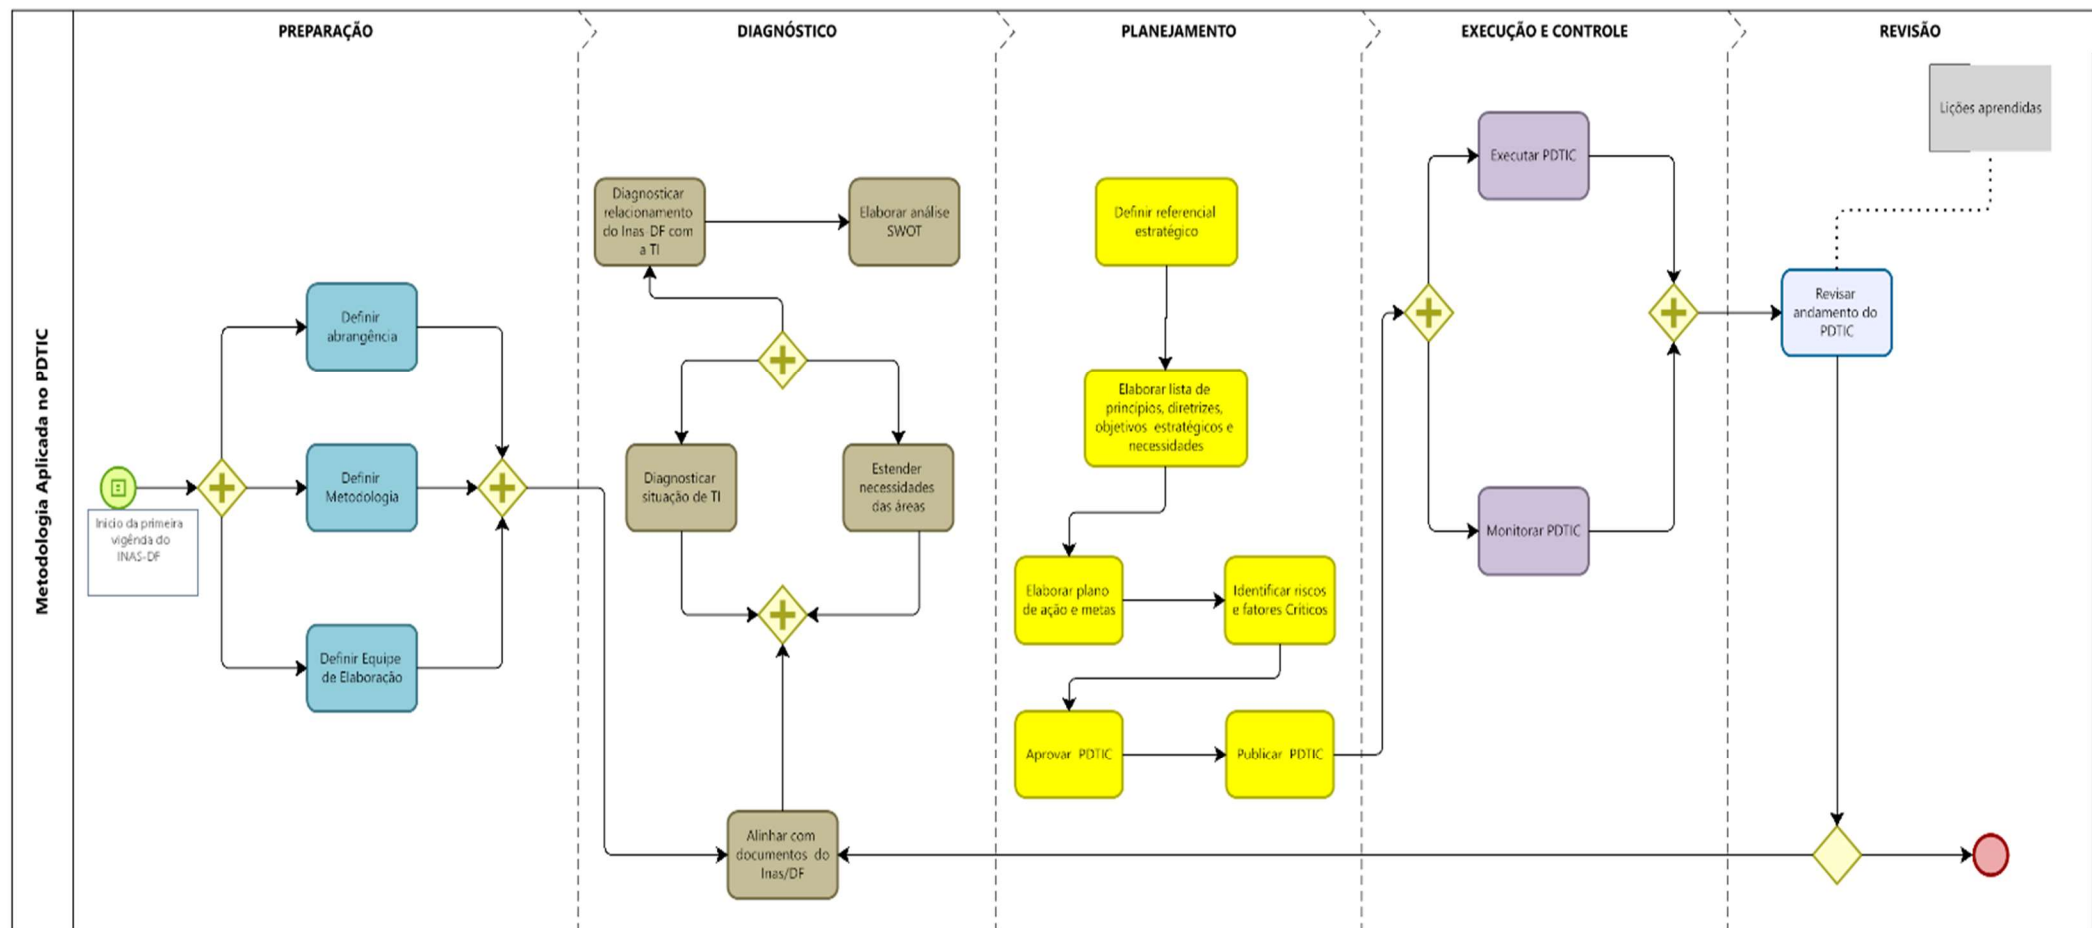 Metodologia Aplicada no PDTIC
PREPARAÇÃO
DIAGNÓSTICO
PLANEJAMENTO
EXECUÇÃO E CONTROLE
REVISÃO
Inicio da primeira
vigênda do
INAS-DF
Definir
abrangência
Definir
Metodologia
Definir Equipe
de Elaboração
Diagnosticar
relacionamento
do Inas-DF com
a TI
Elaborar análise
SWOT
Diagnosticar
situação de TI
Estender
necessidades
das áreas
Alinhar com
documentos do
Inas/DF
Definir referencial
estratégico
Elaborar lista de
princípios, diretrizes,
objetivos estratégicos e
necessidades
Elaborar plano
de ação e metas
Identificar riscos
e fatores Críticos
Aprovar PDTIC
Publicar PDTIC
Executar PDTIC
Monitorar PDTIC
Lições aprendidas
Revisar
andamento do
PDTIC